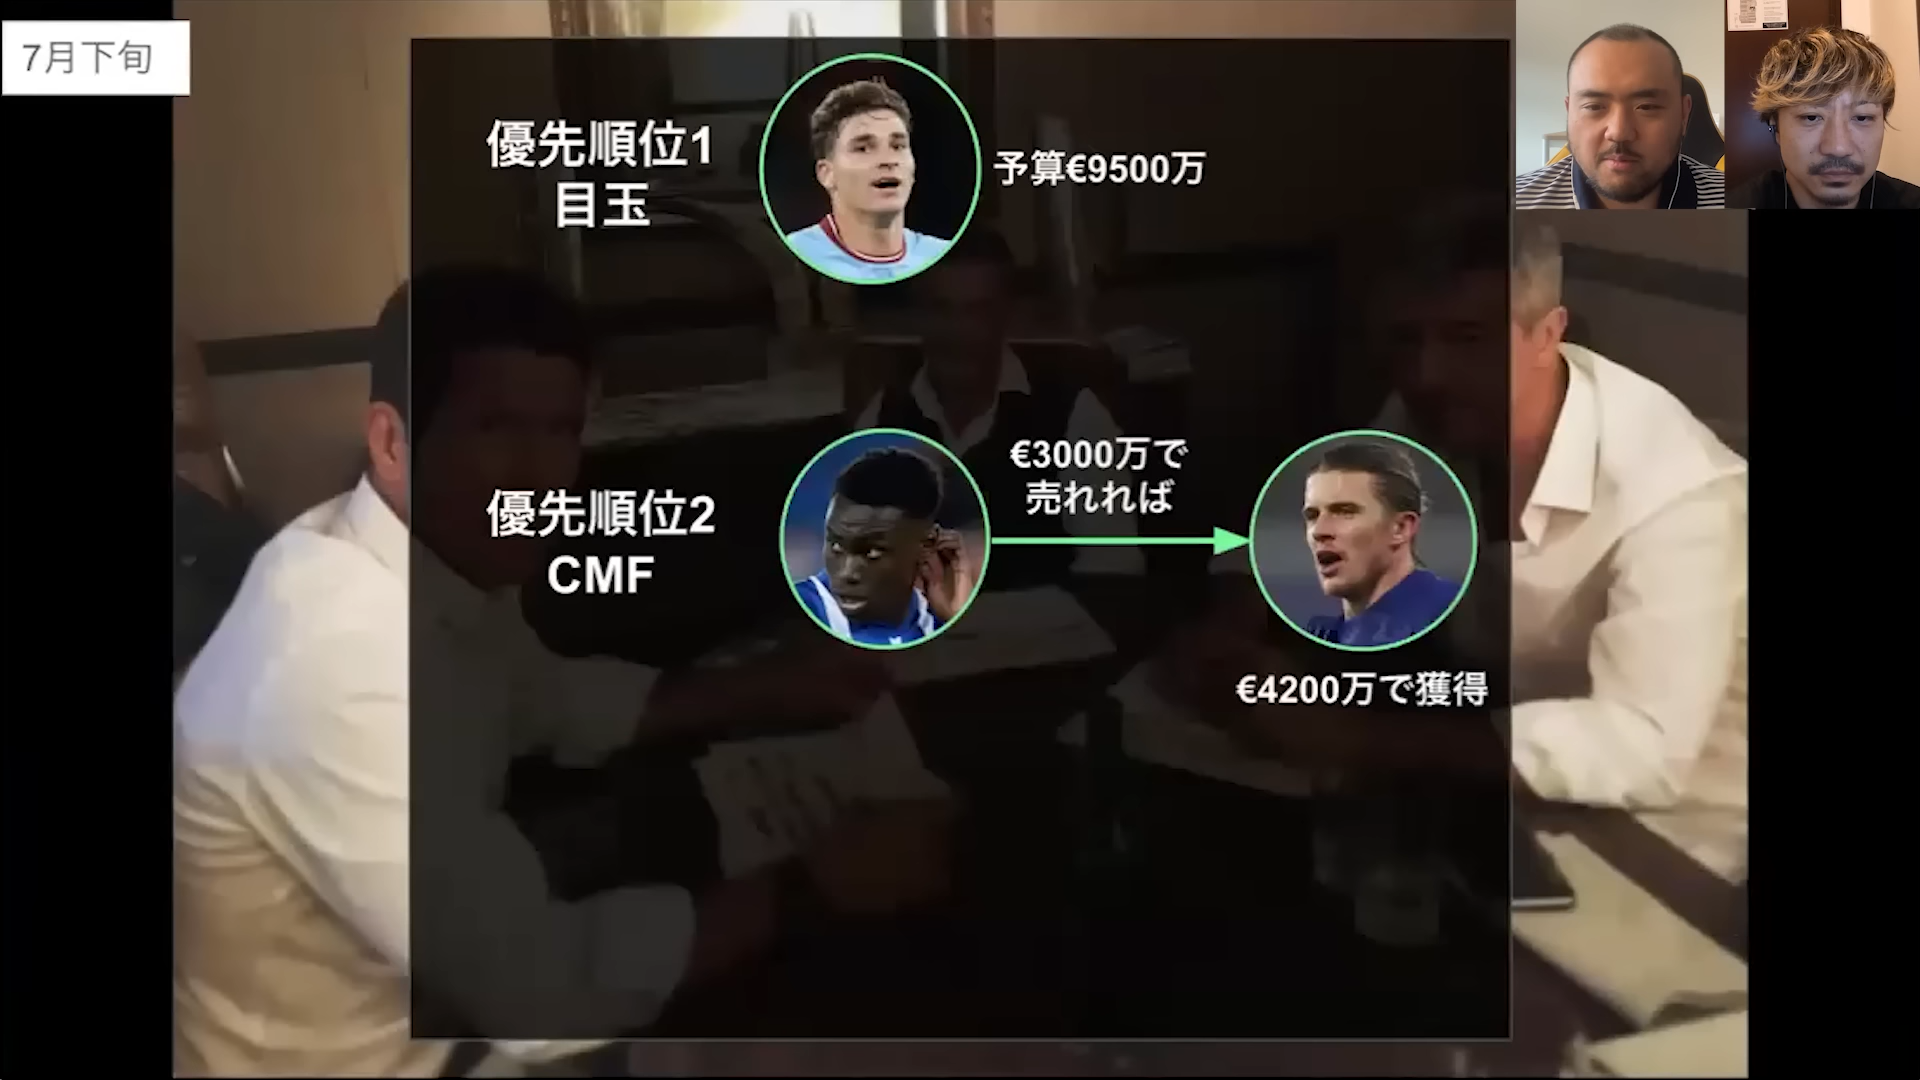 7月下旬
優先順位1
目玉
予算€9500万
優先順位2
CMF
€3000万で
売れれば
€4200万で獲得